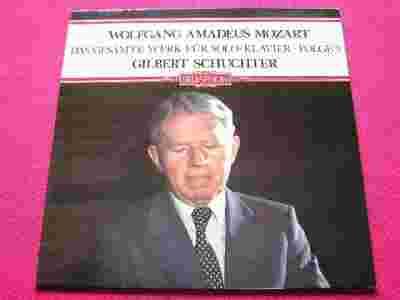 WOLFGANG AMADEUS MOZART
DAS GESAMTE WERK FÜR SOLO-KLAVIER · FOLGE
GILBERT SCHUCHTER